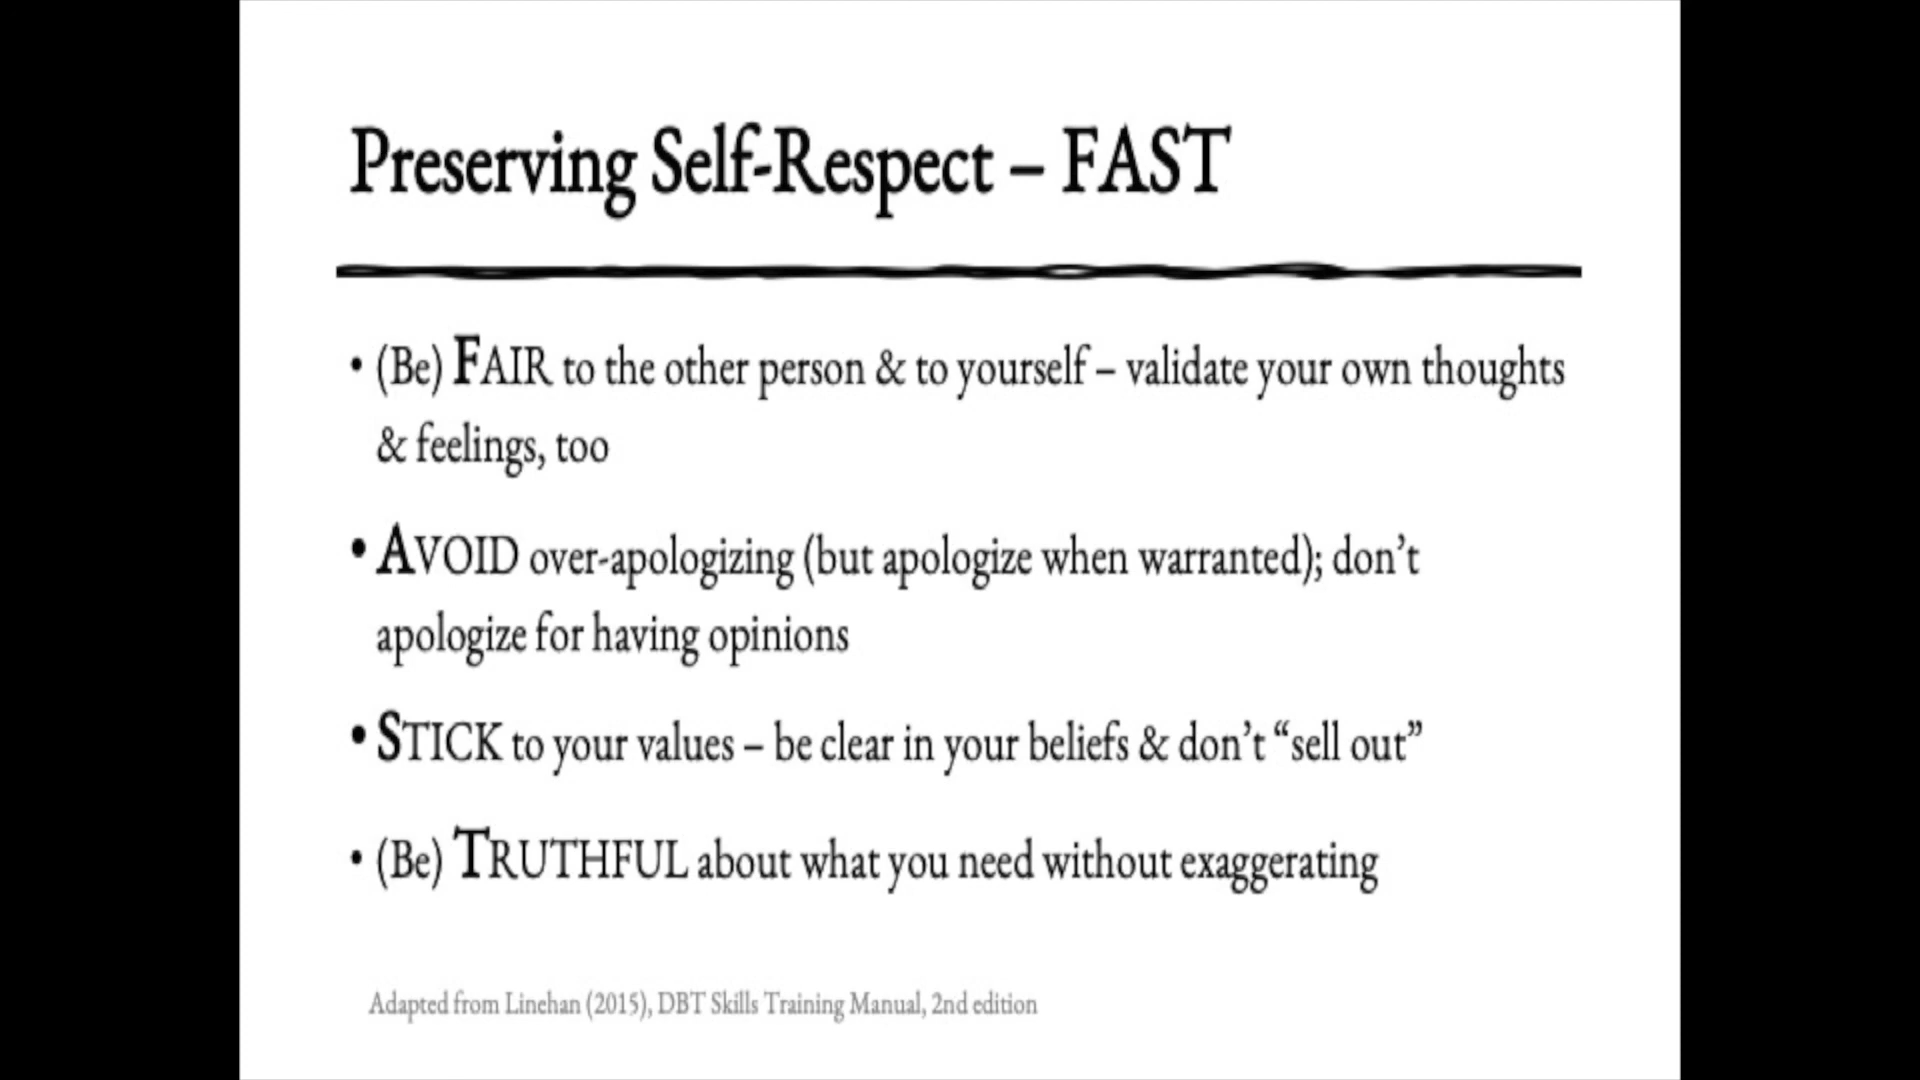 Preserving Self-Respect – FAST
• (Be) FAIR to the other person & to yourself – validate your own thoughts
& feelings, too
• AVOID over-apologizing (but apologize when warranted); don’t
apologize for having opinions
• STICK to your values – be clear in your beliefs & don’t “sell out”
• (Be) TRUTHFUL about what you need without exaggerating
Adapted from Linehan (2015), DBT Skills Training Manual, 2nd edition